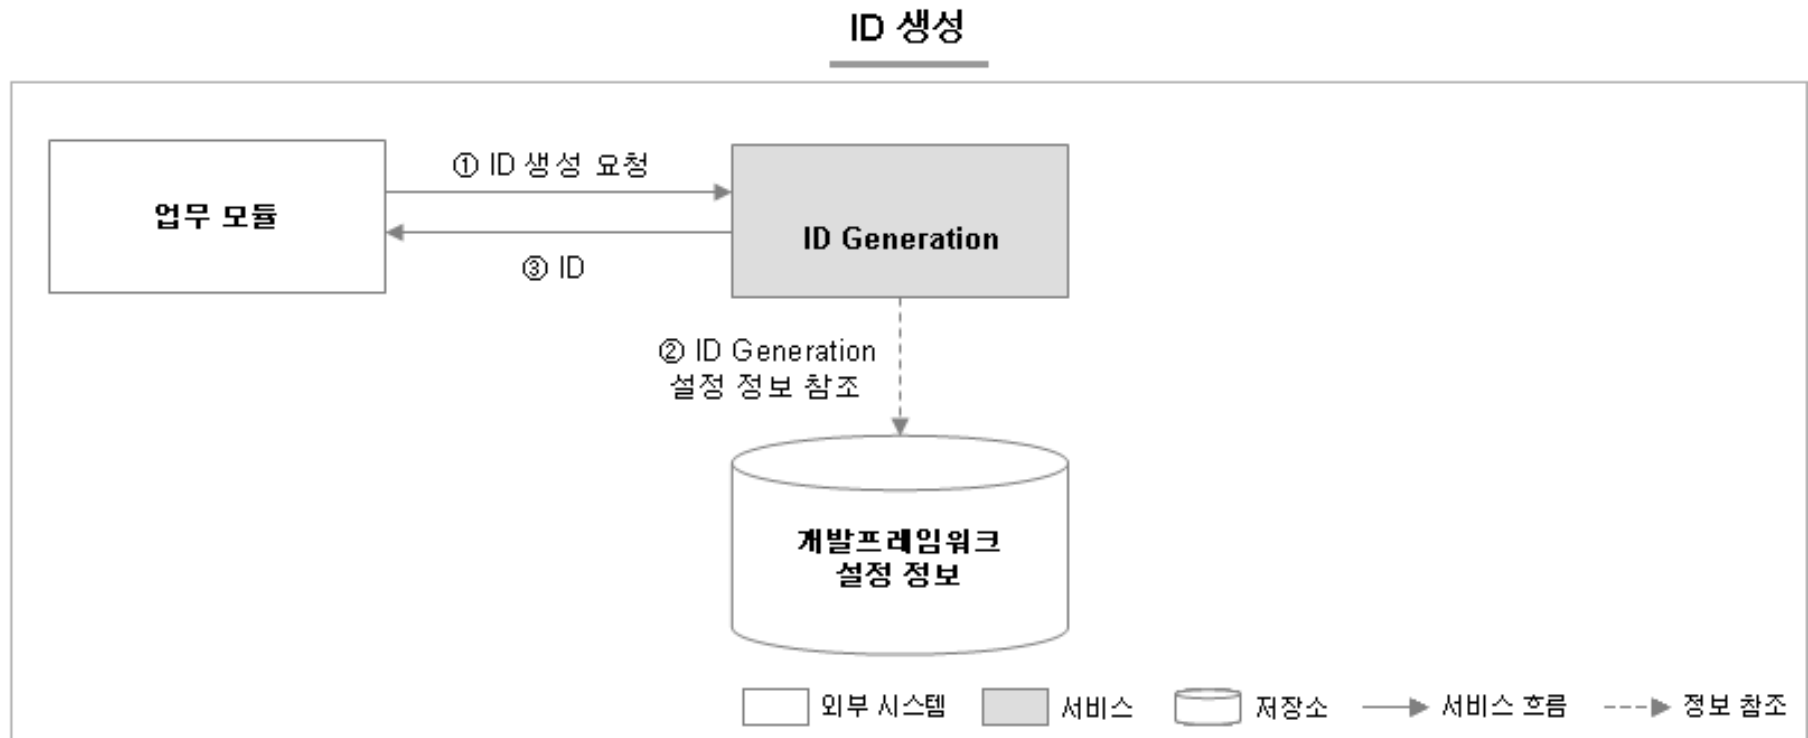 ID 생성
① ID 생성 요청
업무 모듈
ID Generation
③ ID
② ID Generation
설정 정보 참조
개발프레임워크
설정 정보
외부 시스템
서비스
저장소
서비스 흐름
정보 참조